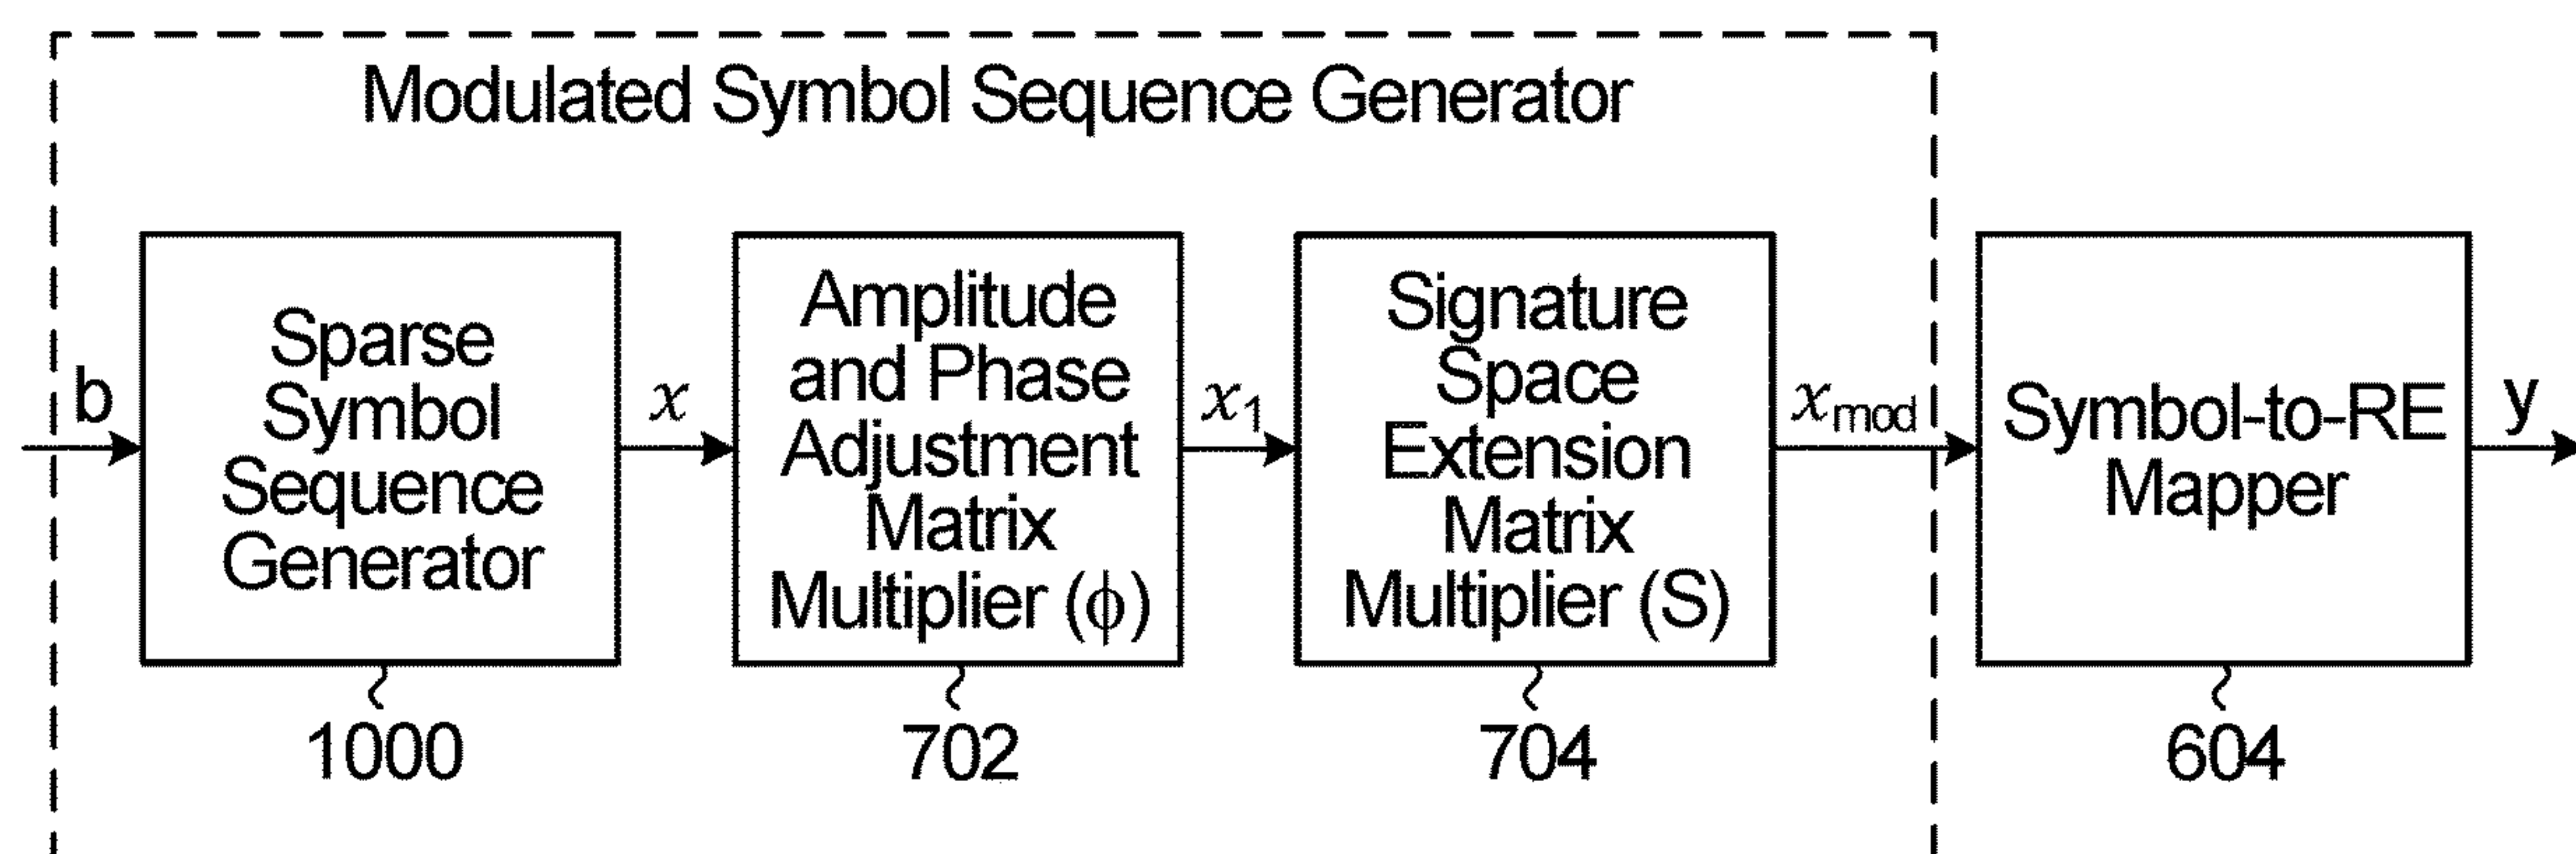 Modulated Symbol Sequence Generator
b
Sparse
Symbol
Sequence
Generator
x
Amplitude
and Phase
Adjustment
Matrix
Multiplier (ϕ)
x₁
Signature
Space
Extension
Matrix
Multiplier (S)
x_mod
Symbol-to-RE
Mapper
y
1000
702
704
604